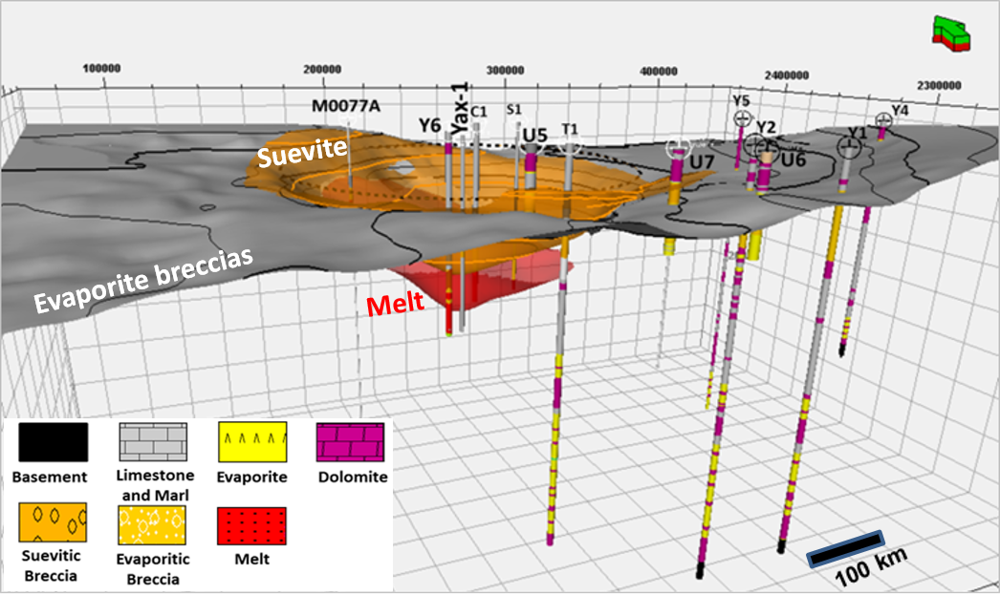 100000
200000
300000
400000
2400000
2300000
M0077A
Y6
Yax-1
C1
S1
U5
T1
U7
Y5
Y2
U6
Y1
Y4
Suevite
Evaporite breccias
Melt
Basement
Limestone
and Marl
Evaporite
Dolomite
Suevitic
Breccia
Evaporitic
Breccia
Melt
100 km